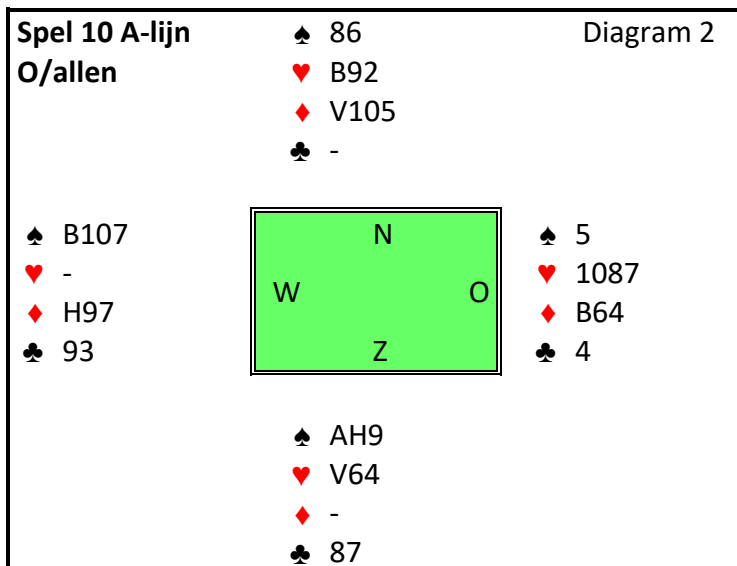 Spel 10 A-lijn ♠ 86 Diagram 2
O/allen ♥ B92
♦ V105
♣ -
♠ B107 N ♠ 5
♥ - ♥ 1087
W O
♦ H97 ♦ B64
♣ 93 Z ♣ 4
♠ AH9
♥ V64
♦ -
♣ 87